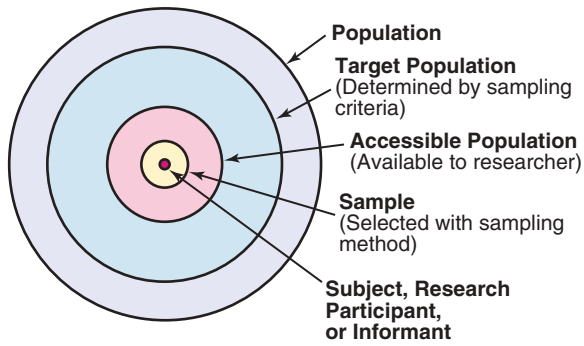 Population
Target Population
(Determined by sampling
criteria)
Accessible Population
(Available to researcher)
Sample
(Selected with sampling
method)
Subject, Research
Participant,
or Informant